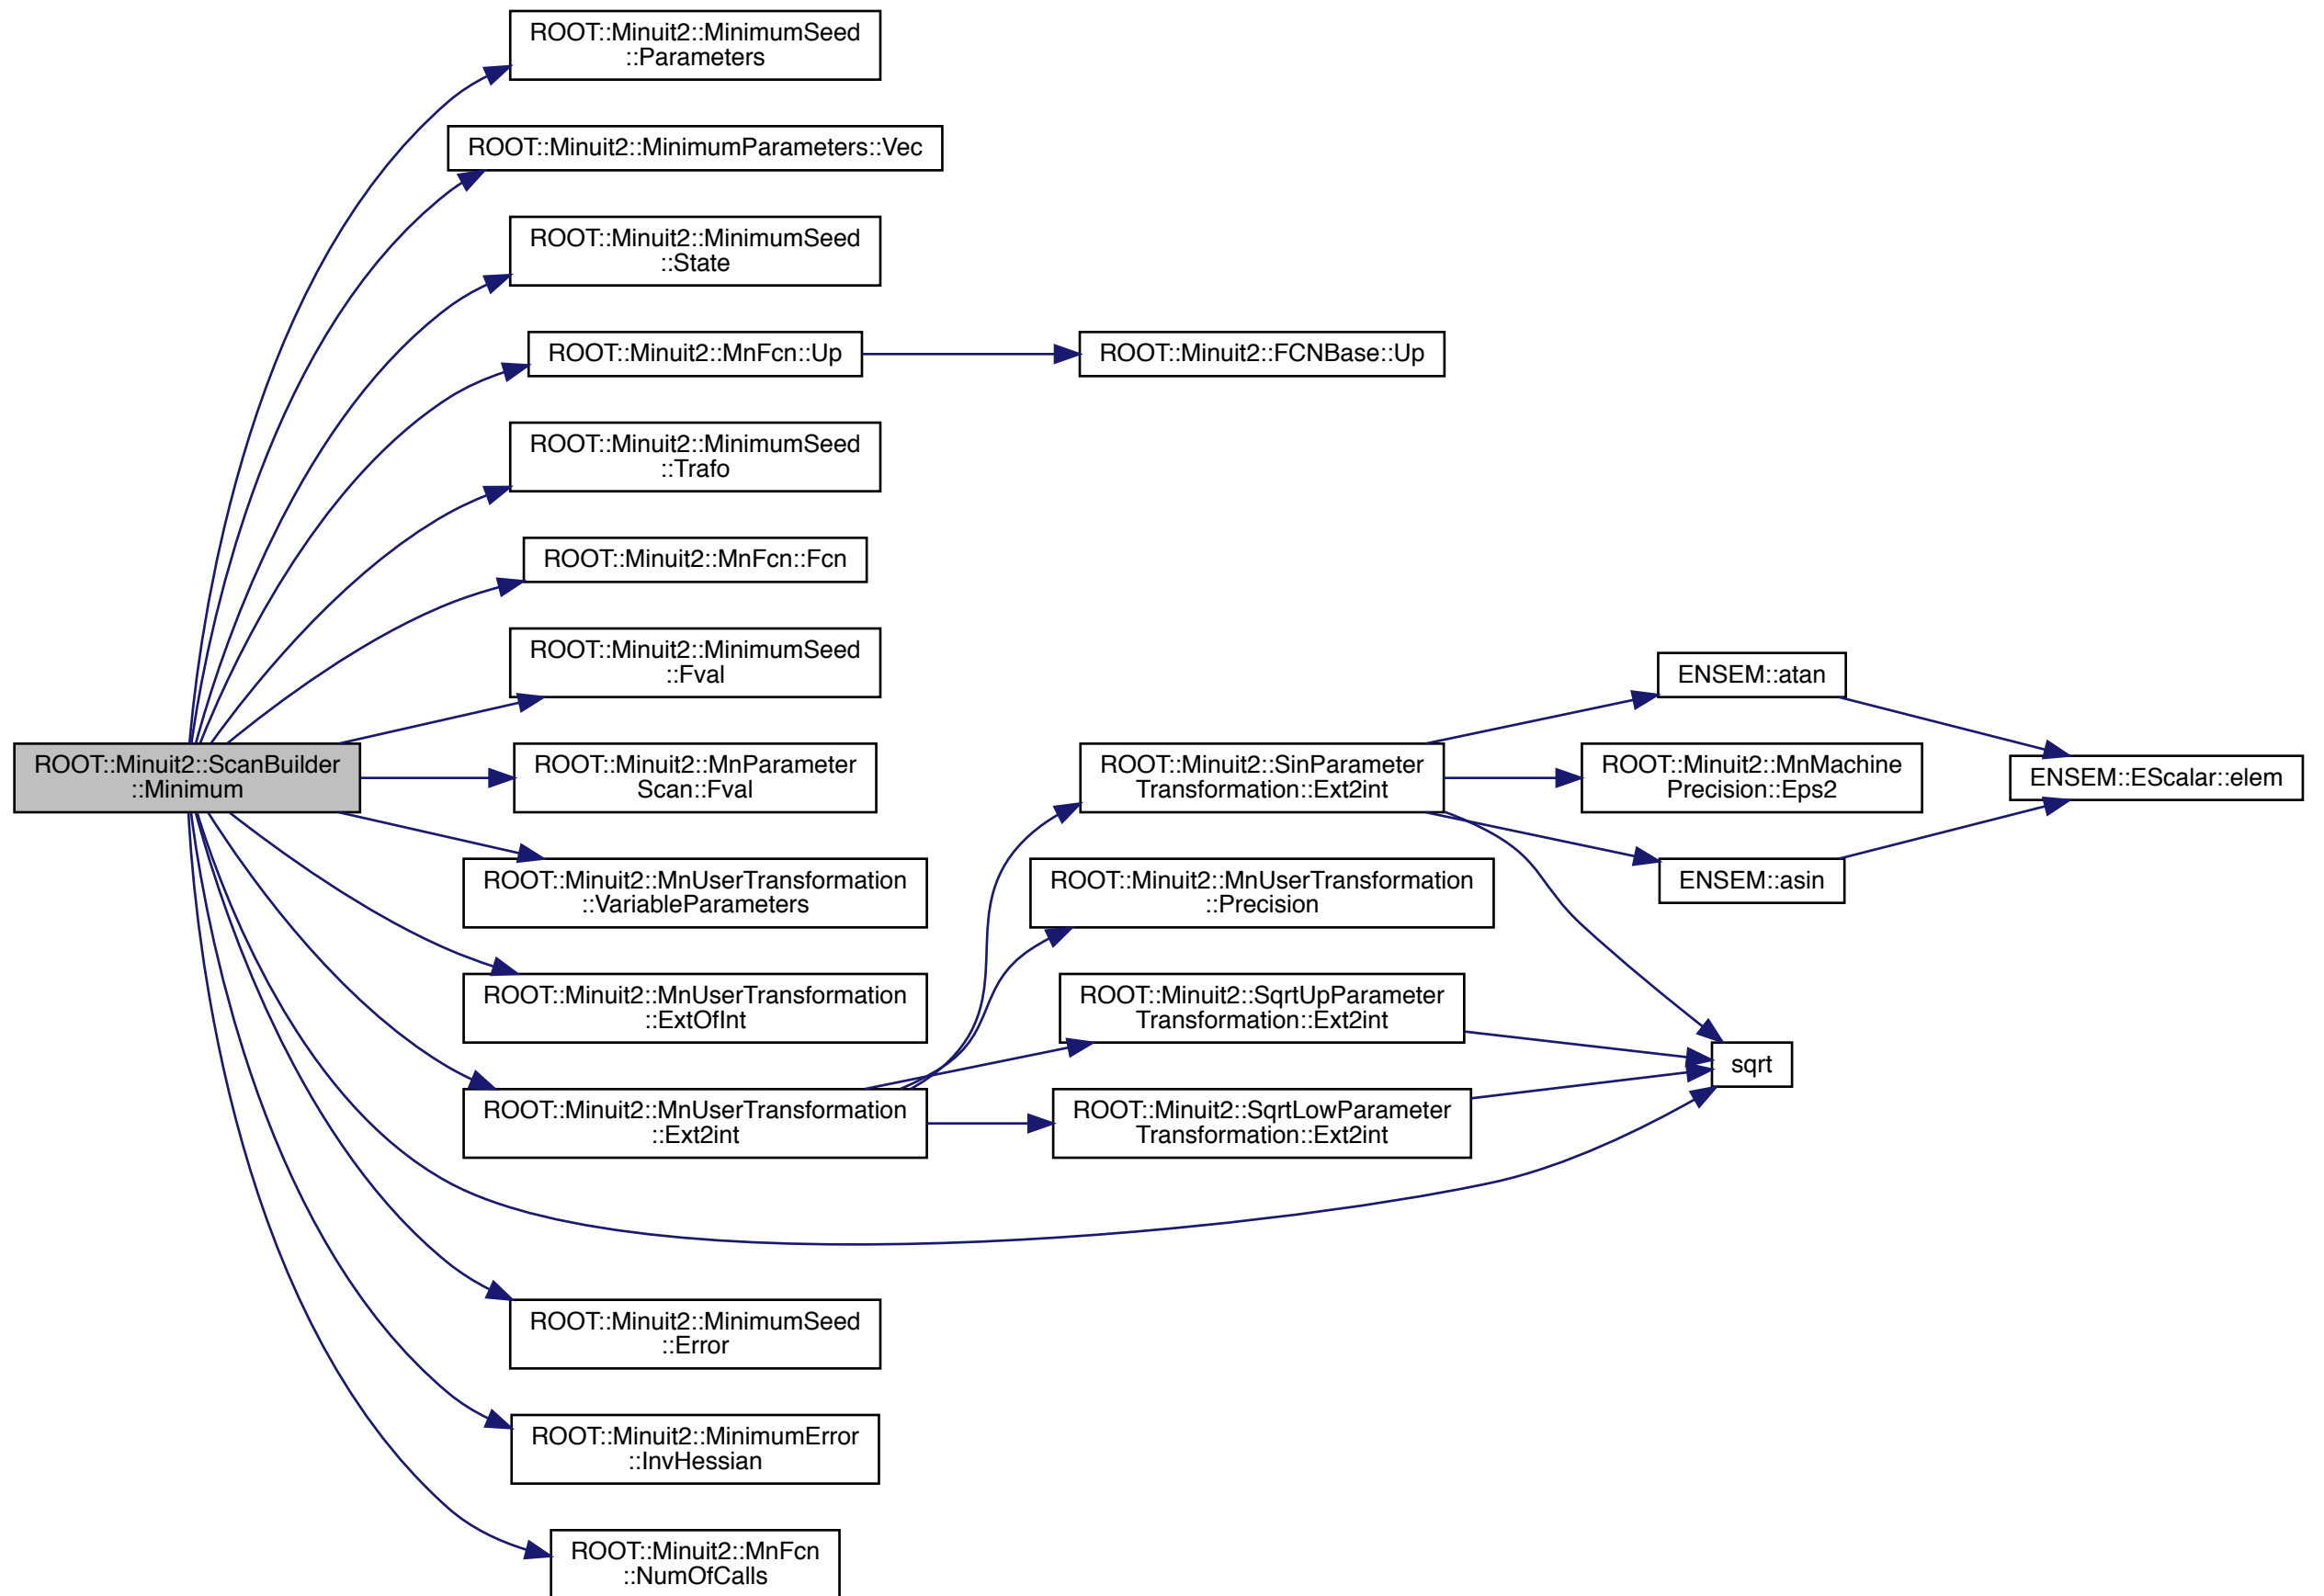 ROOT::Minuit2::ScanBuilder
::Minimum
ROOT::Minuit2::MinimumSeed
::Parameters
ROOT::Minuit2::MinimumParameters::Vec
ROOT::Minuit2::MinimumSeed
::State
ROOT::Minuit2::MnFcn::Up
ROOT::Minuit2::MinimumSeed
::Trafo
ROOT::Minuit2::MnFcn::Fcn
ROOT::Minuit2::MinimumSeed
::Fval
ROOT::Minuit2::MnParameter
Scan::Fval
ROOT::Minuit2::MnUserTransformation
::VariableParameters
ROOT::Minuit2::MnUserTransformation
::ExtOfInt
ROOT::Minuit2::MnUserTransformation
::Ext2int
ROOT::Minuit2::MinimumSeed
::Error
ROOT::Minuit2::MinimumError
::InvHessian
ROOT::Minuit2::MnFcn
::NumOfCalls
ROOT::Minuit2::FCNBase::Up
ROOT::Minuit2::SinParameter
Transformation::Ext2int
ROOT::Minuit2::MnUserTransformation
::Precision
ROOT::Minuit2::SqrtUpParameter
Transformation::Ext2int
ROOT::Minuit2::SqrtLowParameter
Transformation::Ext2int
ENSEM::atan
ROOT::Minuit2::MnMachine
Precision::Eps2
ENSEM::asin
sqrt
ENSEM::EScalar::elem